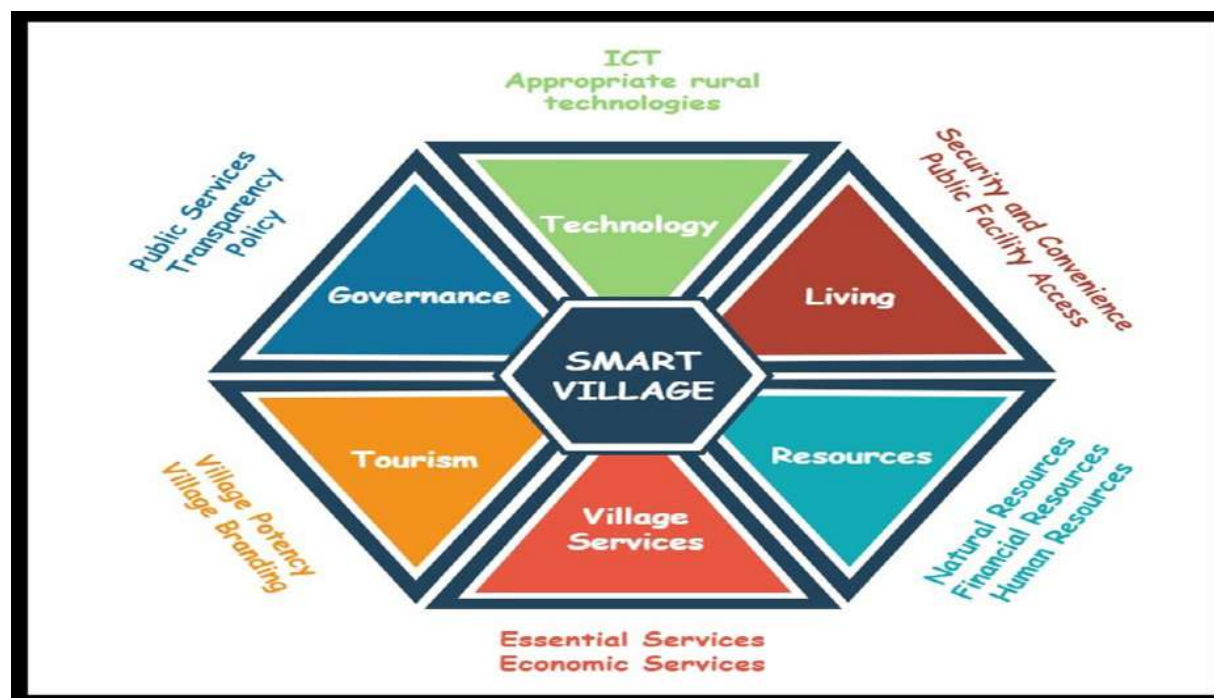 ICT
Appropriate rural
technologies
Public Services
Transparency
Policy
Security and Convenience
Public Facility Access
Technology
Governance
Living
SMART
VILLAGE
Tourism
Resources
Village
Services
Village Potency
Village Branding
Natural Resources
Financial Resources
Human Resources
Essential Services
Economic Services